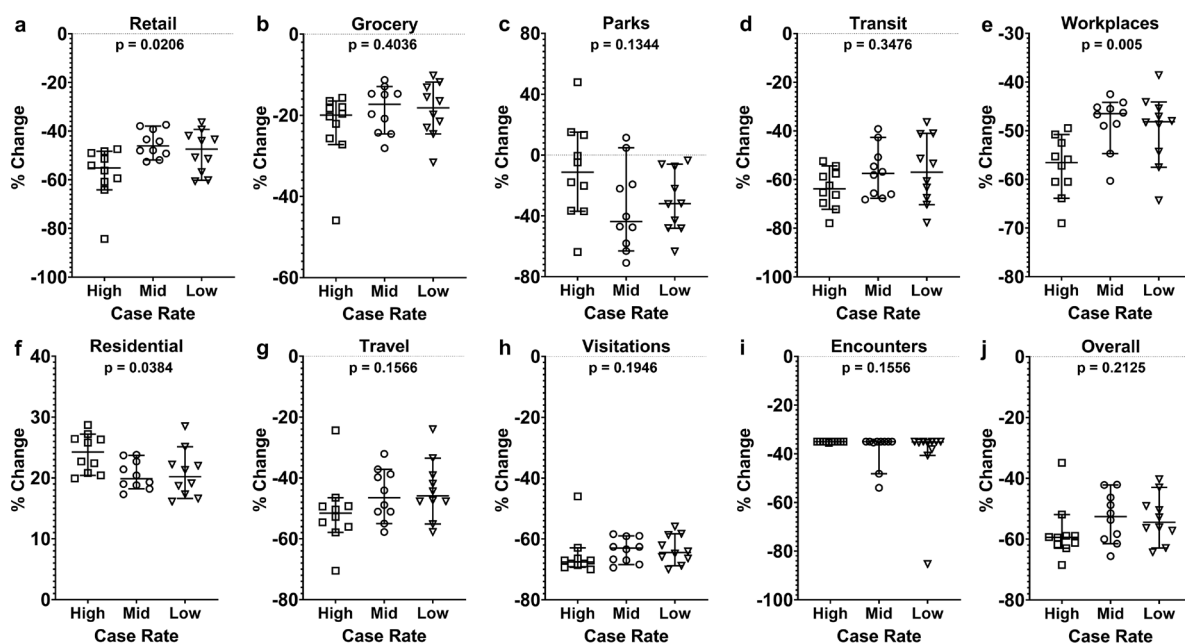 a Retail
p = 0.0206
0
-20
-40
-60
-80
-100
% Change
High Mid Low
Case Rate
b Grocery
p = 0.4036
0
-20
-40
-60
% Change
High Mid Low
Case Rate
c Parks
p = 0.1344
80
40
0
-40
-80
% Change
High Mid Low
Case Rate
d Transit
p = 0.3476
0
-20
-40
-60
-80
-100
% Change
High Mid Low
Case Rate
e Workplaces
p = 0.005
-30
-40
-50
-60
-70
-80
% Change
High Mid Low
Case Rate
f Residential
p = 0.0384
40
30
20
10
0
% Change
High Mid Low
Case Rate
g Travel
p = 0.1566
0
-20
-40
-60
-80
% Change
High Mid Low
Case Rate
h Visitations
p = 0.1946
0
-20
-40
-60
-80
% Change
High Mid Low
Case Rate
i Encounters
p = 0.1556
0
-20
-40
-60
-80
-100
% Change
High Mid Low
Case Rate
j Overall
p = 0.2125
0
-20
-40
-60
-80
% Change
High Mid Low
Case Rate